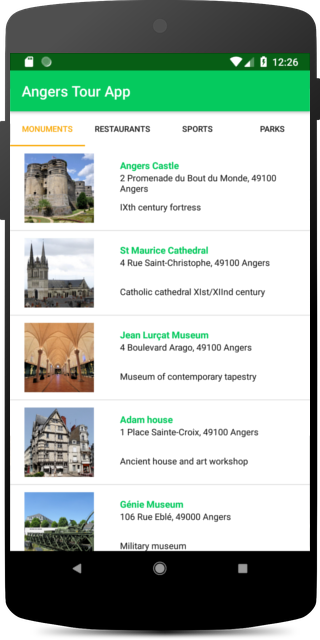 12:26
Angers Tour App
MONUMENTS RESTAURANTS SPORTS PARKS
Angers Castle
2 Promenade du Bout du Monde, 49100
Angers
IXth century fortress
St Maurice Cathedral
4 Rue Saint-Christophe, 49100 Angers
Catholic cathedral XIst/XIInd century
Jean Lurçat Museum
4 Boulevard Arago, 49100 Angers
Museum of contemporary tapestry
Adam house
1 Place Sainte-Croix, 49100 Angers
Ancient house and art workshop
Génie Museum
106 Rue Eblé, 49000 Angers
Military museum